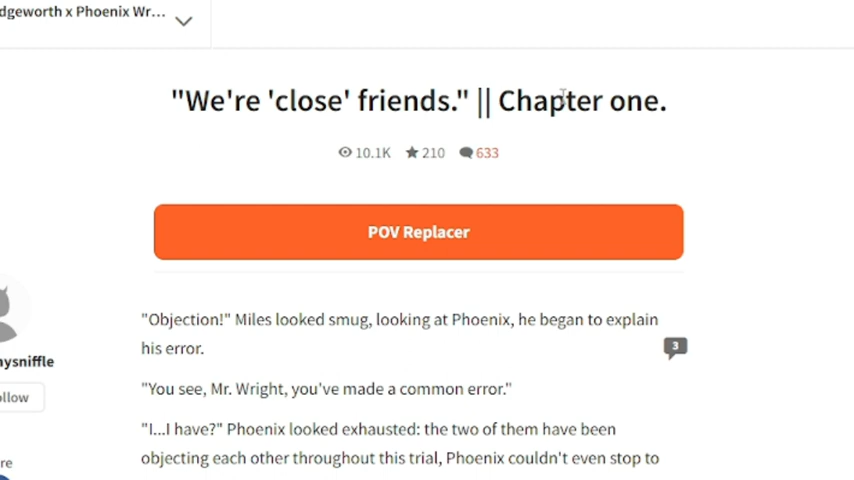 dgeworth x Phoenix Wr...
"We're 'close' friends." || Chapter one.
10.1K 210 633
POV Replacer
"Objection!" Miles looked smug, looking at Phoenix, he began to explain
his error.
3
"You see, Mr. Wright, you've made a common error."
"I...I have?" Phoenix looked exhausted: the two of them have been
objecting each other throughout this trial, Phoenix couldn't even stop to
nysniffle
ollow
re